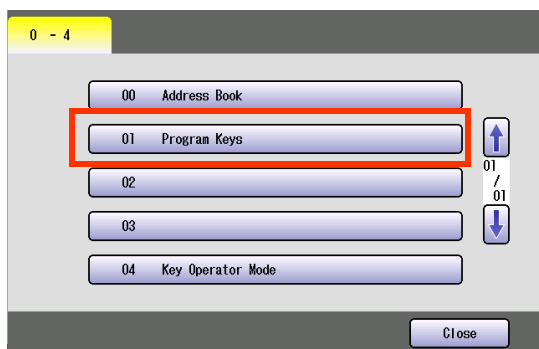 0 - 4
00 Address Book
01 Program Keys
02
03
04 Key Operator Mode
01
/
01
Close